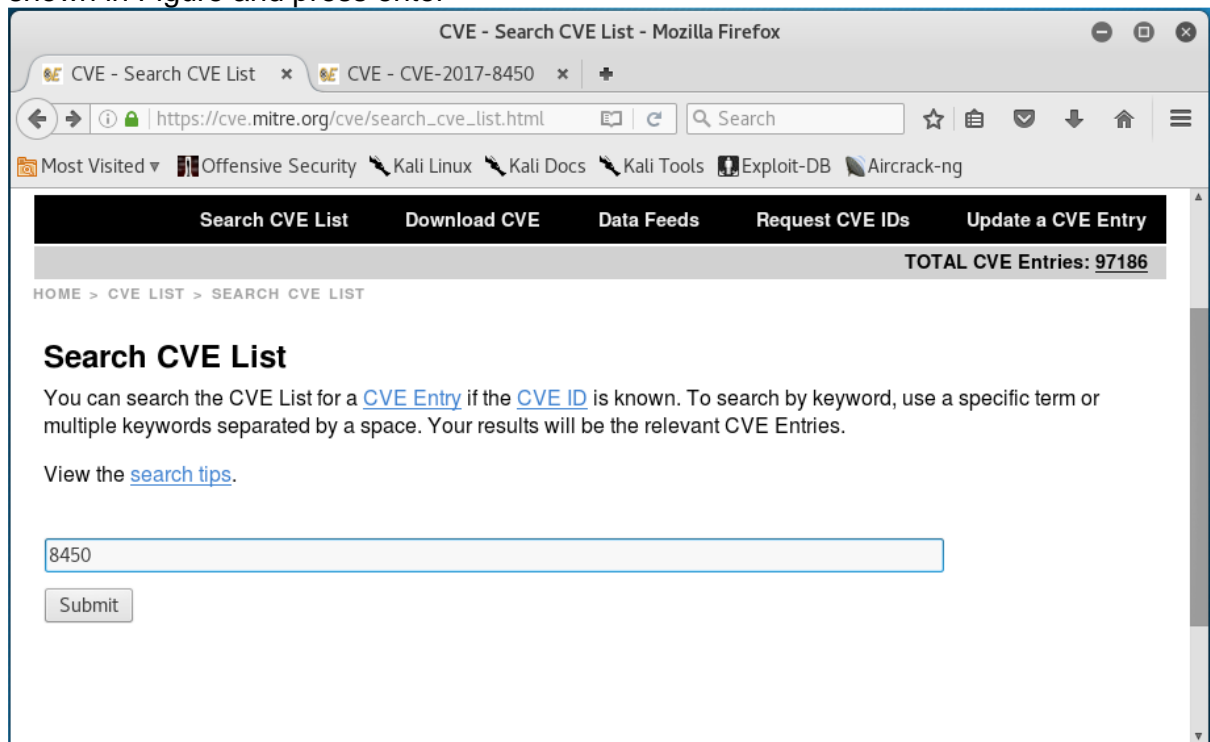 shown in Figure and press enter
CVE - Search CVE List - Mozilla Firefox
CVE - Search CVE List
CVE - CVE-2017-8450
https://cve.mitre.org/cve/search_cve_list.html
Search
Most Visited Offensive Security Kali Linux Kali Docs Kali Tools Exploit-DB Aircrack-ng
Search CVE List Download CVE Data Feeds Request CVE IDs Update a CVE Entry
TOTAL CVE Entries: 97186
HOME > CVE LIST > SEARCH CVE LIST
Search CVE List
You can search the CVE List for a CVE Entry if the CVE ID is known. To search by keyword, use a specific term or
multiple keywords separated by a space. Your results will be the relevant CVE Entries.
View the search tips.
8450
Submit